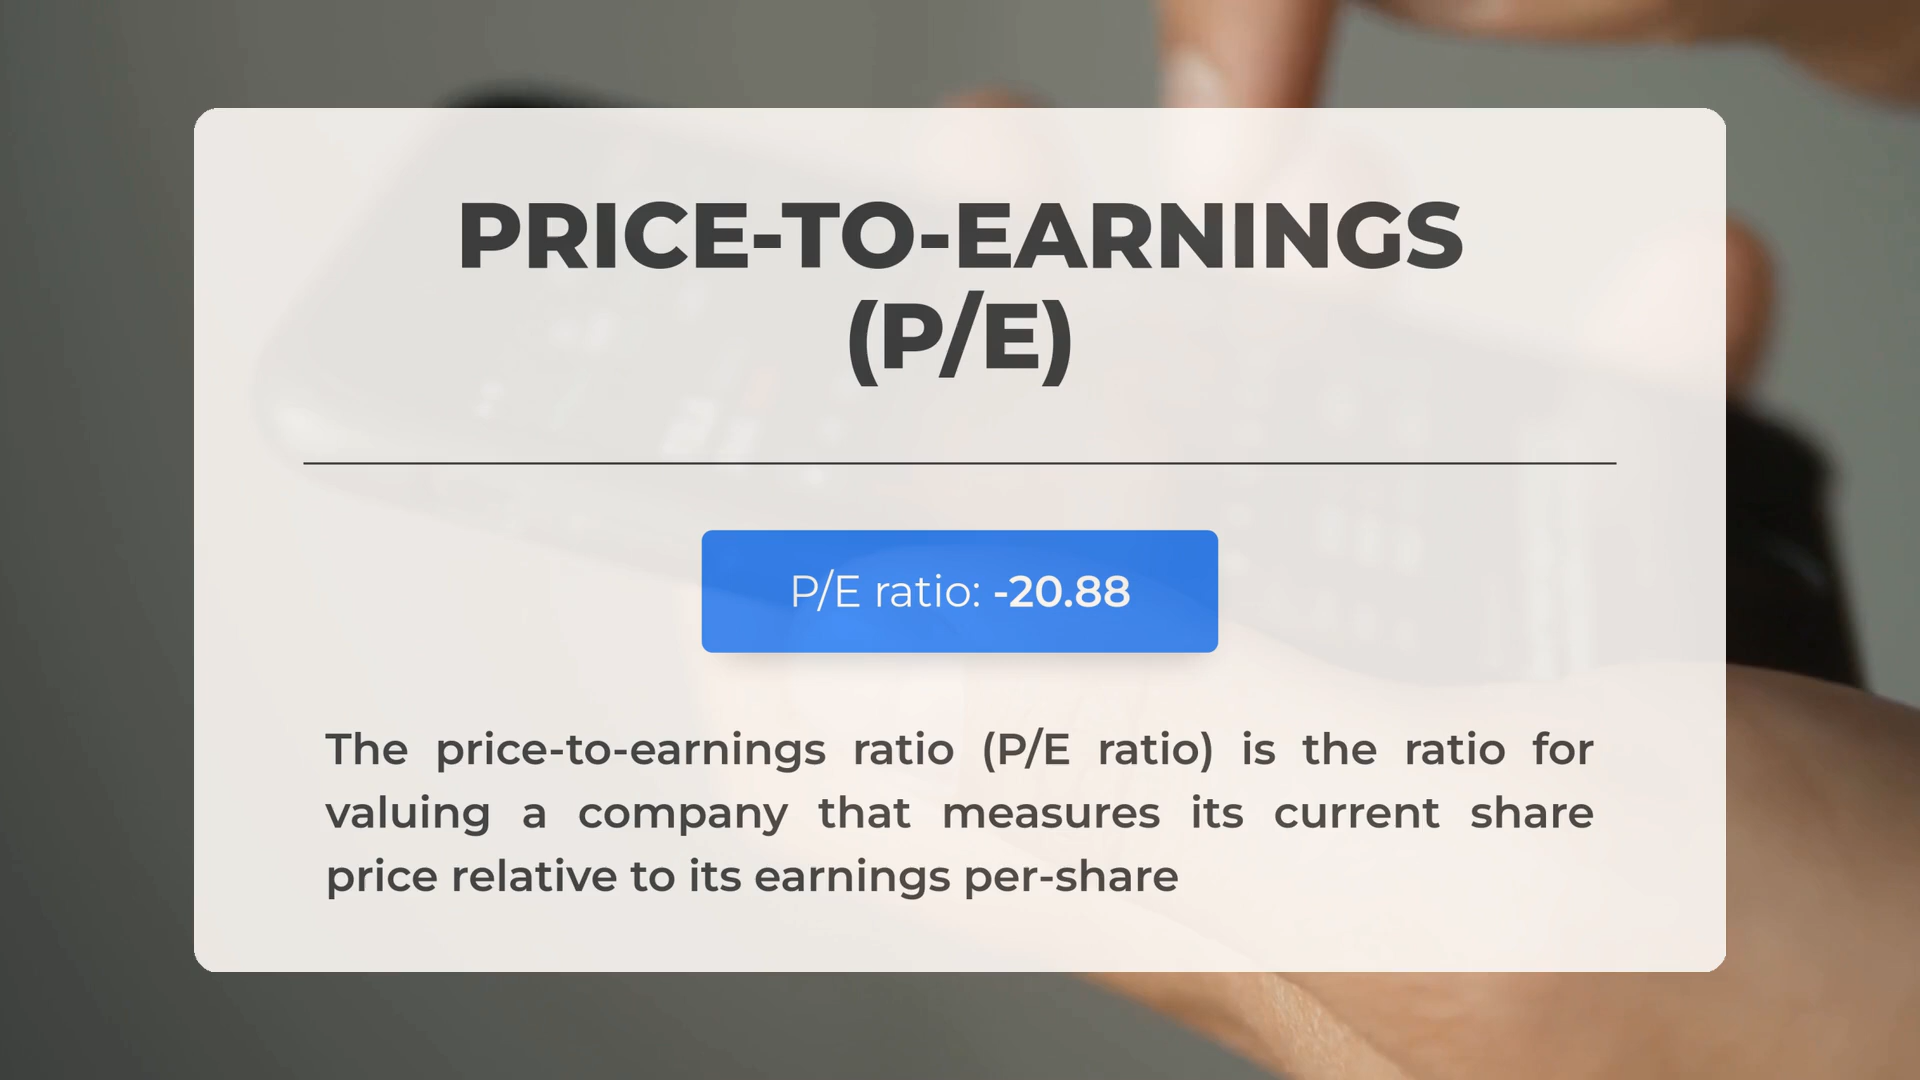 PRICE-TO-EARNINGS
(P/E)
P/E ratio: -20.88
The price-to-earnings ratio (P/E ratio) is the ratio for
valuing a company that measures its current share
price relative to its earnings per-share